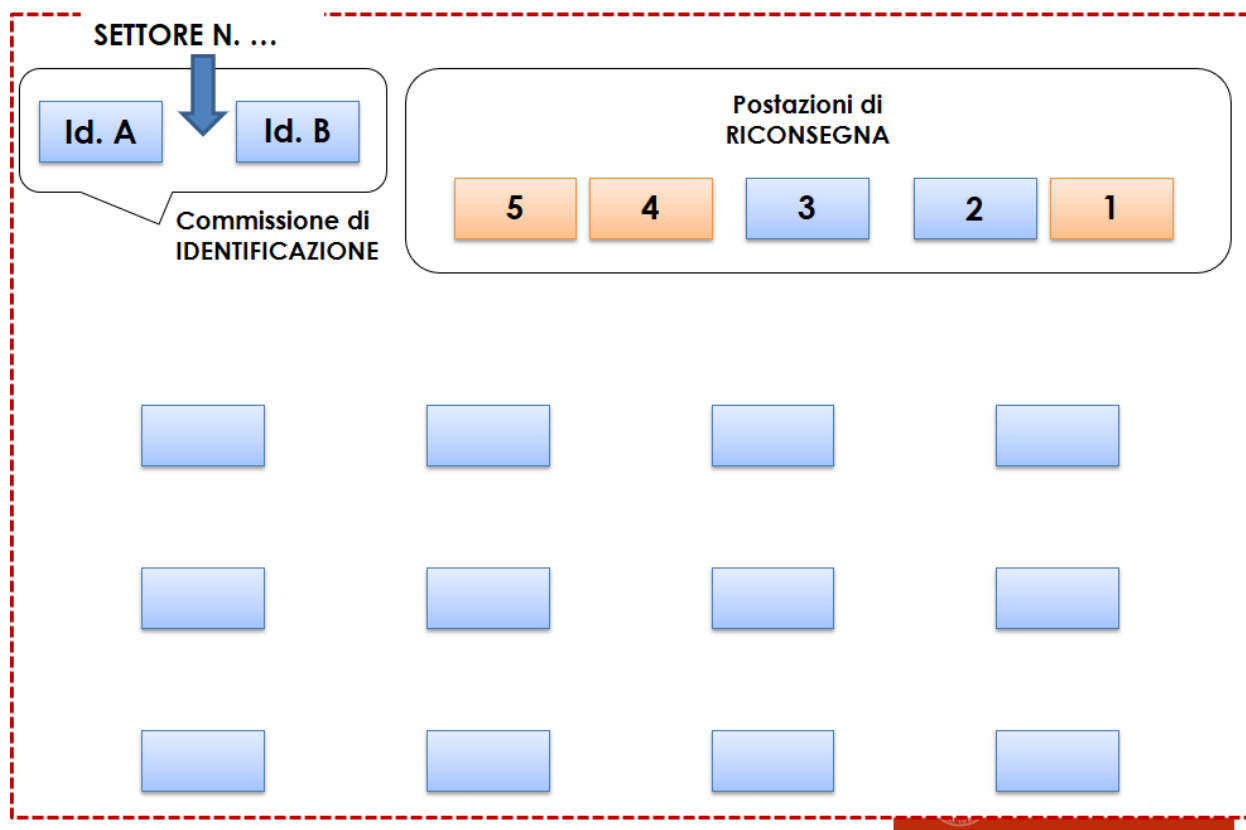 SETTORE N. …
Id. A
Id. B
Commissione di
IDENTIFICAZIONE
Postazioni di
RICONSEGNA
5 4 3 2 1